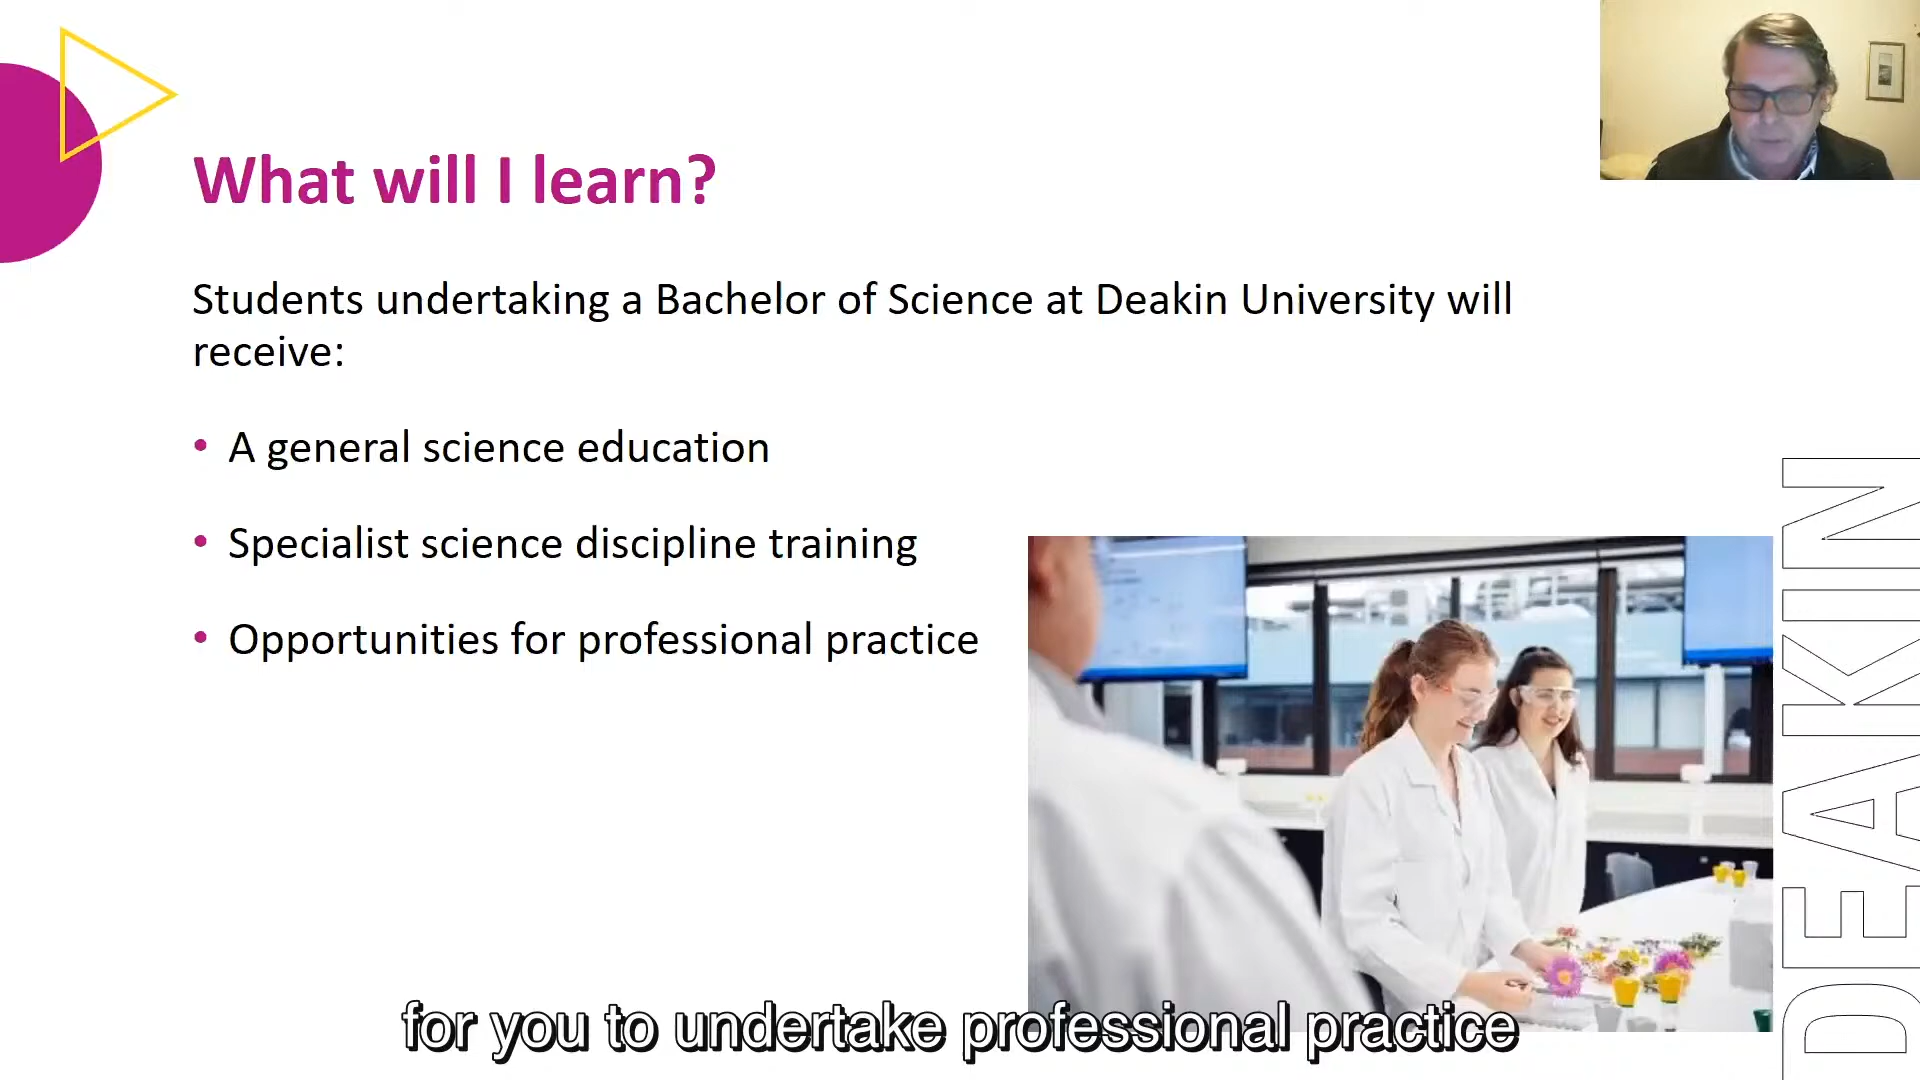 What will I learn?
Students undertaking a Bachelor of Science at Deakin University will
receive:
• A general science education
• Specialist science discipline training
• Opportunities for professional practice
DEAKIN
for you to undertake professional practice